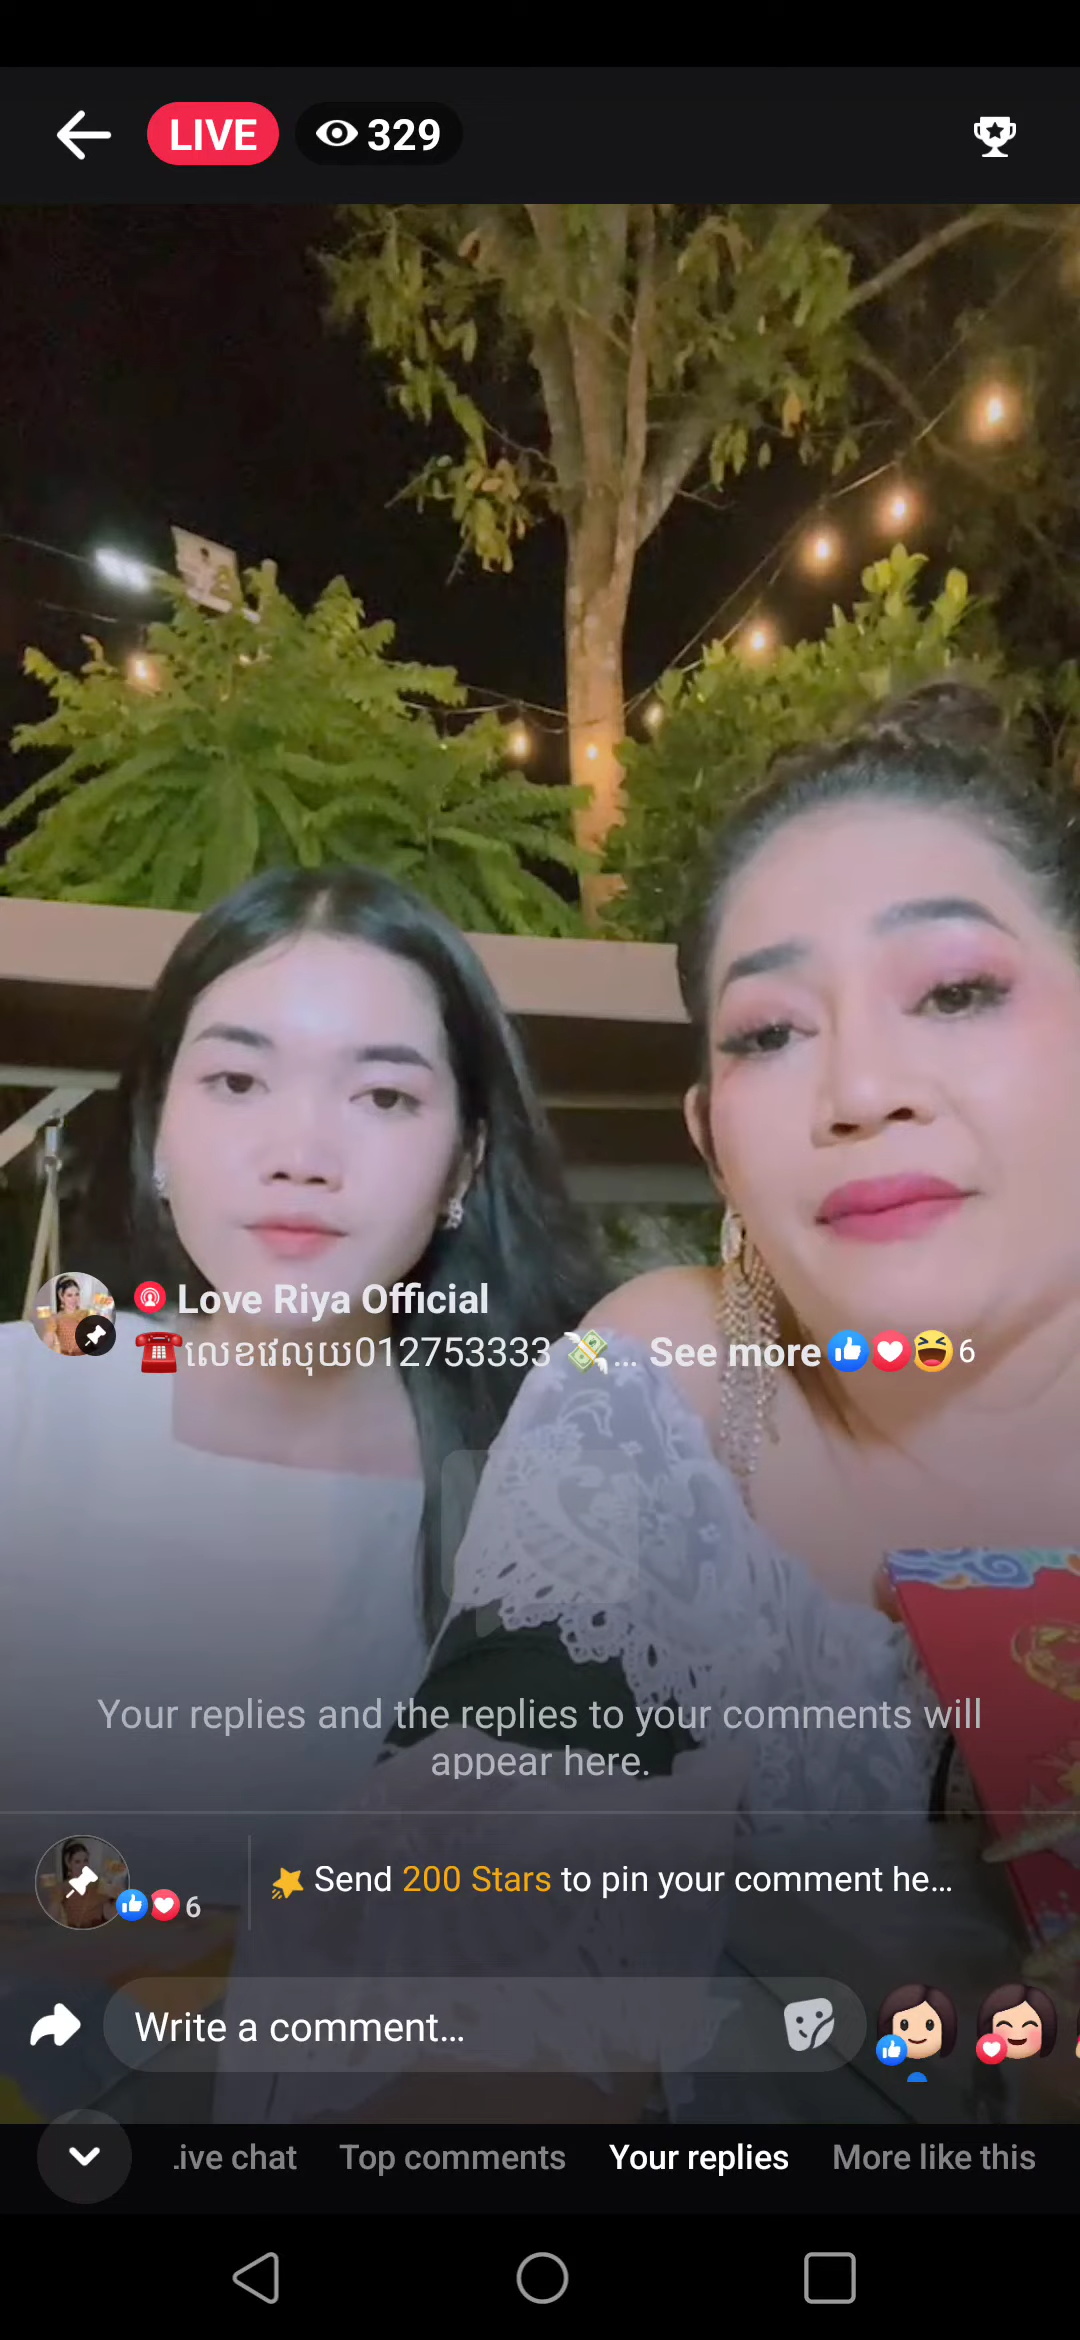 LIVE 329
Love Riya Official
☎️លេខវេលុយ012753333 💸... See more 6
Your replies and the replies to your comments will
appear here.
6 Send 200 Stars to pin your comment he...
Write a comment...
.ive chat Top comments Your replies More like this